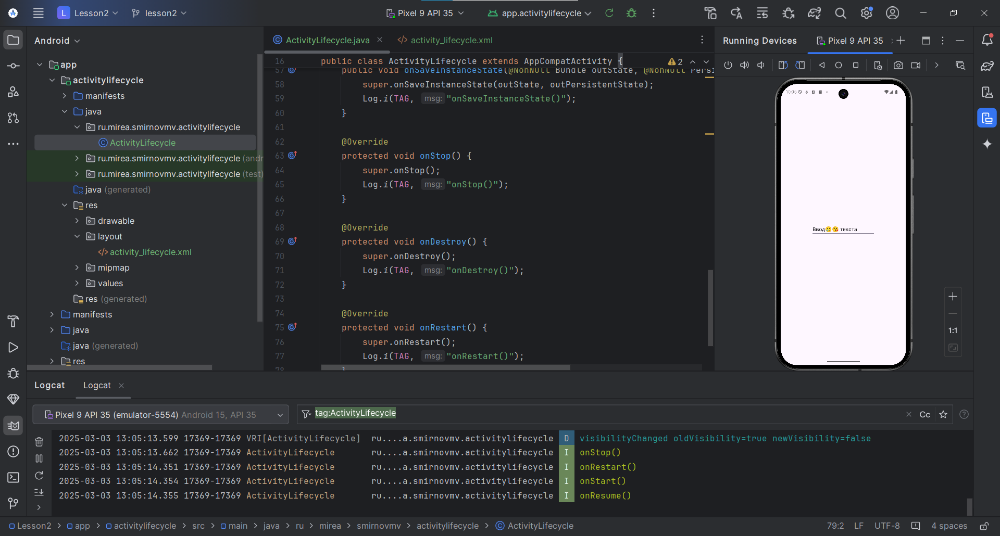 L Lesson2 lesson2 Pixel 9 API 35 app.activitylifecycle
Android
app
activitylifecycle
manifests
java
ru.mirea.smirnovmv.activitylifecycle
ActivityLifecycle
ru.mirea.smirnovmv.activitylifecycle (andr
ru.mirea.smirnovmv.activitylifecycle (test)
java (generated)
res
drawable
layout
activity_lifecycle.xml
mipmap
values
res (generated)
manifests
java
java (generated)
res
ActivityLifecycle.java activity_lifecycle.xml
16 public class ActivityLifecycle extends AppCompatActivity { 2
57 public void onSaveInstanceState(@NonNull Bundle outState, @NonNull Persi
58 super.onSaveInstanceState(outState, outPersistentState);
59 Log.i(TAG, msg: "onSaveInstanceState()");
60 }
61
62 @Override
63 protected void onStop() {
64 super.onStop();
65 Log.i(TAG, msg: "onStop()");
66 }
67
68 @Override
69 protected void onDestroy() {
70 super.onDestroy();
71 Log.i(TAG, msg: "onDestroy()");
72 }
73
74 @Override
75 protected void onRestart() {
76 super.onRestart();
77 Log.i(TAG, msg: "onRestart()");
78 }
Running Devices Pixel 9 API 35
10:05
Ввод🥲😘 текста
1:1
Logcat Logcat
Pixel 9 API 35 (emulator-5554) Android 15, API 35 tag:ActivityLifecycle Cc
2025-03-03 13:05:13.599 17369-17369 VRI[ActivityLifecycle] ru....a.smirnovmv.activitylifecycle D visibilityChanged oldVisibility=true newVisibility=false
2025-03-03 13:05:13.662 17369-17369 ActivityLifecycle ru....a.smirnovmv.activitylifecycle I onStop()
2025-03-03 13:05:14.351 17369-17369 ActivityLifecycle ru....a.smirnovmv.activitylifecycle I onRestart()
2025-03-03 13:05:14.354 17369-17369 ActivityLifecycle ru....a.smirnovmv.activitylifecycle I onStart()
2025-03-03 13:05:14.355 17369-17369 ActivityLifecycle ru....a.smirnovmv.activitylifecycle I onResume()
Lesson2 > app > activitylifecycle > src > main > java > ru > mirea > smirnovmv > activitylifecycle > ActivityLifecycle 79:2 LF UTF-8 4 spaces